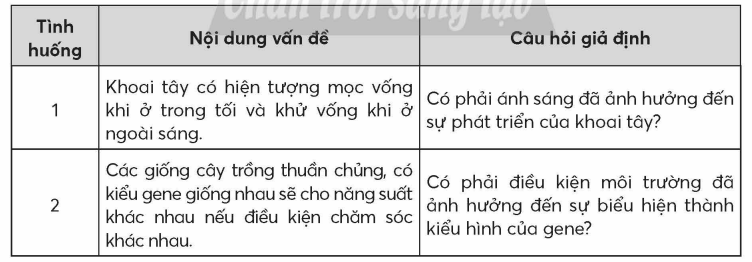 Chân trời sáng tạo
Tình huống
Nội dung vấn đề
Câu hỏi giả định
1
Khoai tây có hiện tượng mọc vống
khi ở trong tối và khử vống khi ở
ngoài sáng.
Có phải ánh sáng đã ảnh hưởng đến
sự phát triển của khoai tây?
2
Các giống cây trồng thuần chủng, có
kiểu gene giống nhau sẽ cho năng suất
khác nhau nếu điều kiện chăm sóc
khác nhau.
Có phải điều kiện môi trường đã
ảnh hưởng đến sự biểu hiện thành
kiểu hình của gene?